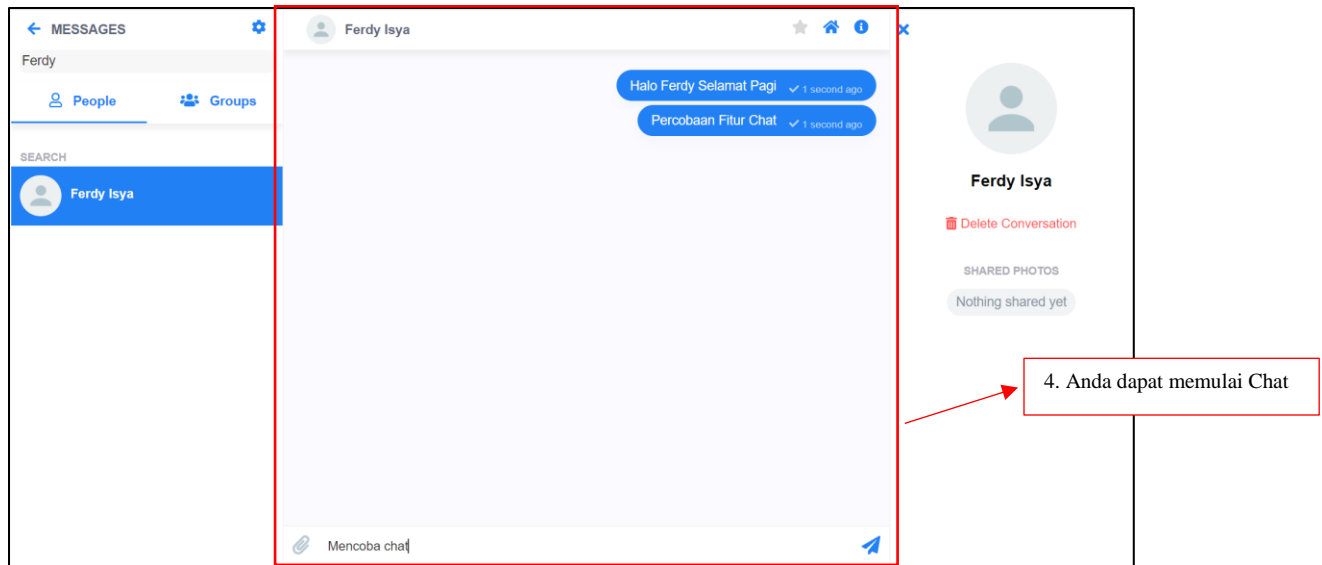 MESSAGES
Ferdy
People
Groups
SEARCH
Ferdy Isya
Ferdy Isya
Halo Ferdy Selamat Pagi 1 second ago
Percobaan Fitur Chat 1 second ago
Mencoba chat
Ferdy Isya
Delete Conversation
SHARED PHOTOS
Nothing shared yet
4. Anda dapat memulai Chat